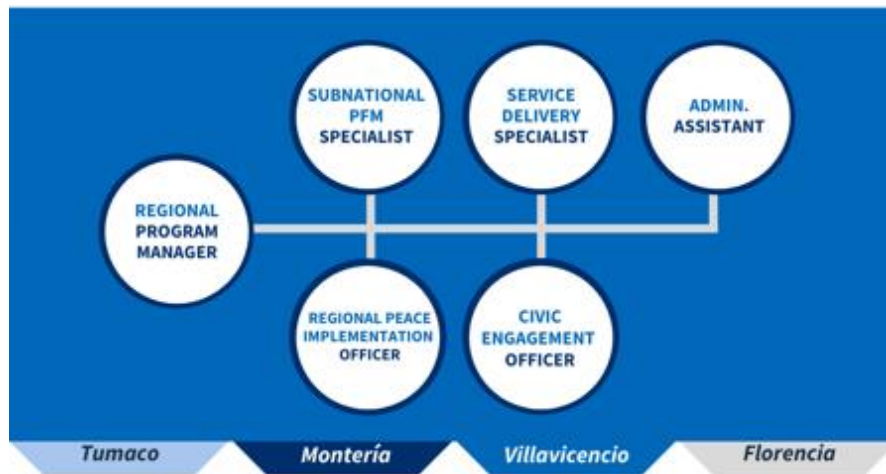 SUBNATIONAL
PFM
SPECIALIST
SERVICE
DELIVERY
SPECIALIST
ADMIN.
ASSISTANT
REGIONAL
PROGRAM
MANAGER
REGIONAL PEACE
IMPLEMENTATION
OFFICER
CIVIC
ENGAGEMENT
OFFICER
Tumaco
Montería
Villavicencio
Florencia